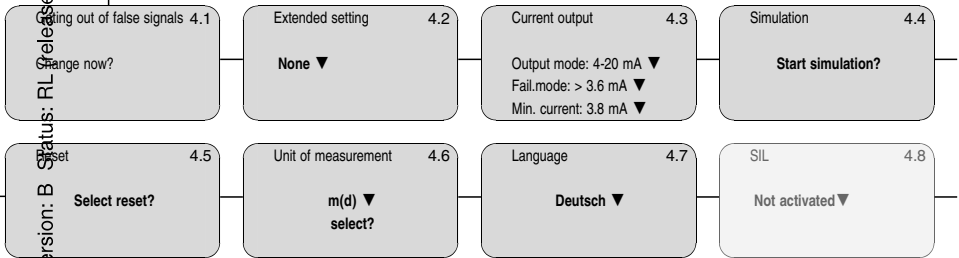 Gating out of false signals 4.1
Change now?
Extended setting 4.2
None ▼
Current output 4.3
Output mode: 4-20 mA ▼
Fail.mode: > 3.6 mA ▼
Min. current: 3.8 mA ▼
Simulation 4.4
Start simulation?
Reset 4.5
Select reset?
Unit of measurement 4.6
m(d) ▼
select?
Language 4.7
Deutsch ▼
SIL 4.8
Not activated▼
ersion: B Status: RL (release